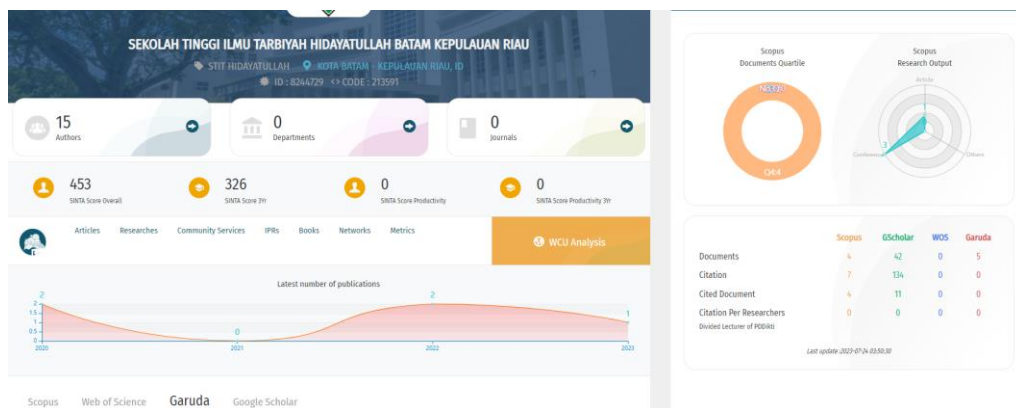 SEKOLAH TINGGI ILMU TARBIYAH HIDAYATULLAH BATAM KEPULAUAN RIAU
STIT HIDAYATULLAH KOTA BATAM - KEPULAUAN RIAU, ID
ID : 8244729 <> CODE : 213591
15
Authors
0
Departments
0
Journals
453
SINTA Score Overall
326
SINTA Score 3Yr
0
SINTA Score Productivity
0
SINTA Score Productivity 3Yr
Articles Researches Community Services IPRs Books Networks Metrics
WCU Analysis
Latest number of publications
2
0
2
1
2
1.5
1
0.5
0
2020 2021 2022 2023
Scopus Web of Science Garuda Google Scholar
Scopus
Documents Quartile
Q4:4
Scopus
Research Output
Article
1
3
Conference
Others
Scopus GScholar WOS Garuda
Documents 4 42 0 5
Citation 7 134 0 0
Cited Document 4 11 0 0
Citation Per Researchers 0 0 0 0
Divided Lecturer of PDDikti
Last update :2023-07-24 03:50:30